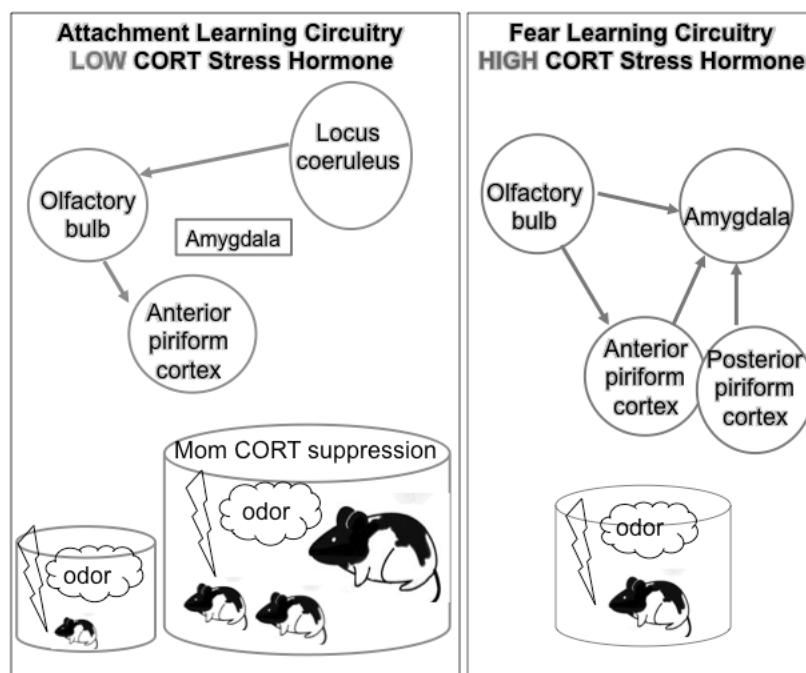 Attachment Learning Circuitry
LOW CORT Stress Hormone
Locus
coeruleus
Olfactory
bulb
Amygdala
Anterior
piriform
cortex
Mom CORT suppression
odor
odor
Fear Learning Circuitry
HIGH CORT Stress Hormone
Olfactory
bulb
Amygdala
Anterior
piriform
cortex
Posterior
piriform
cortex
odor